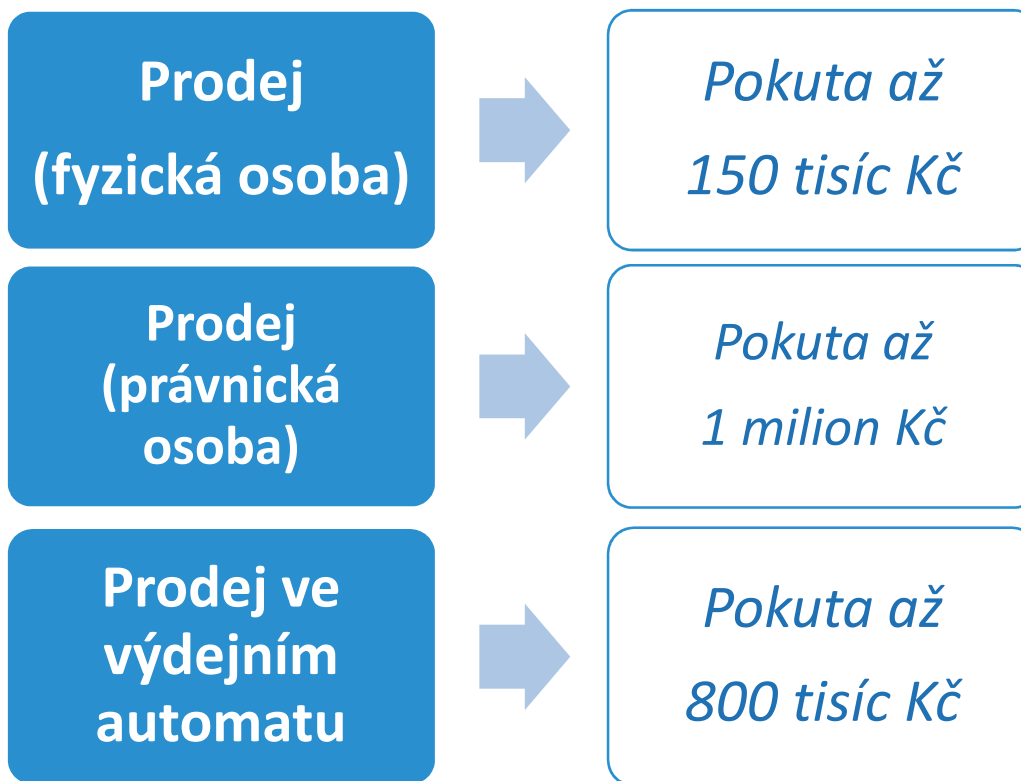 Prodej
(fyzická osoba)
Pokuta až
150 tisíc Kč
Prodej
(právnická
osoba)
Pokuta až
1 milion Kč
Prodej ve
výdejním
automatu
Pokuta až
800 tisíc Kč